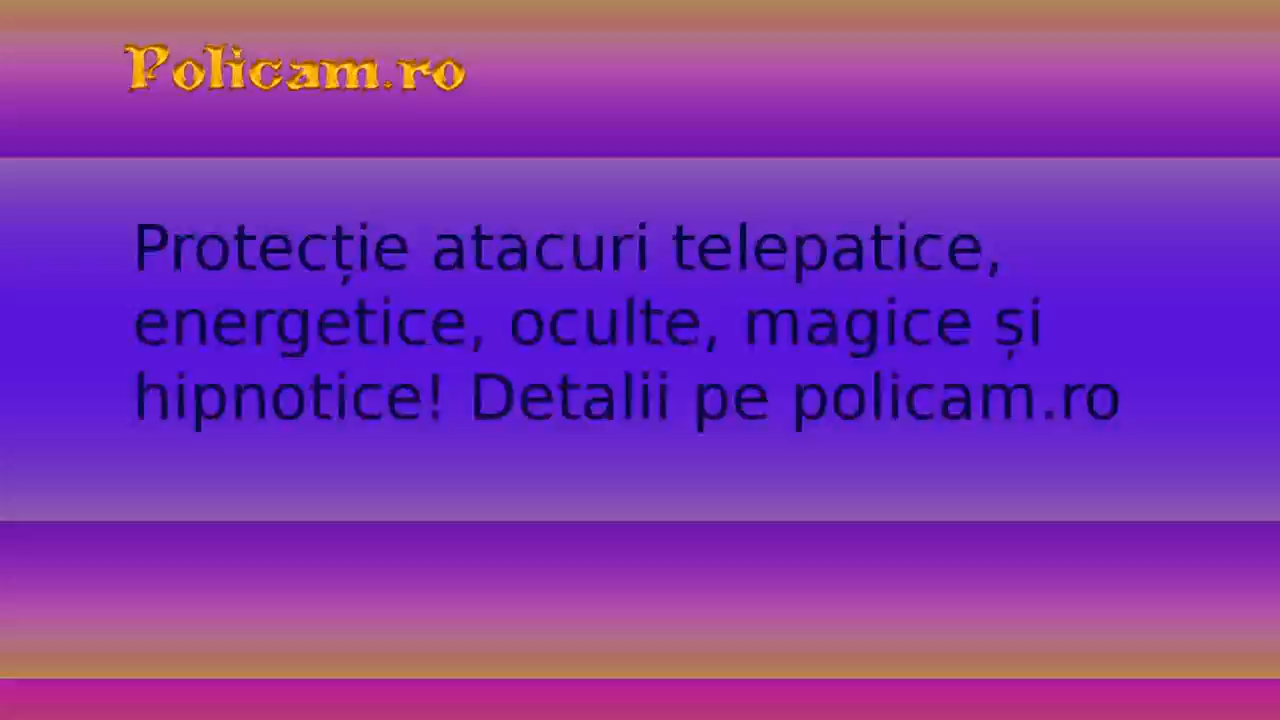 Policam.ro
Protecție atacuri telepatice,
energetice, oculte, magice și
hipnotice! Detalii pe policam.ro